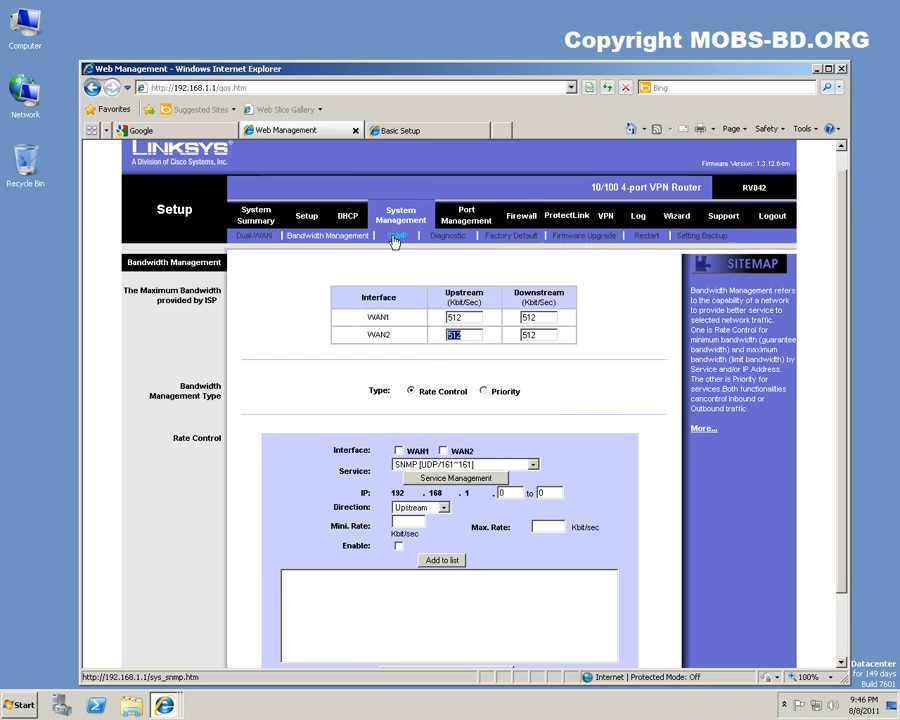 Computer
Network
Recycle Bin
Copyright MOBS-BD.ORG
Web Management - Windows Internet Explorer
http://192.168.1.1/qos.htm
Bing
Favorites
Suggested Sites
Web Slice Gallery
Google
Web Management
Basic Setup
Page
Safety
Tools
LINKSYS®
A Division of Cisco Systems, Inc.
Firmware Version: 1.3.12.6-tm
10/100 4-port VPN Router
RV042
Setup
System Summary
Setup
DHCP
System Management
Port Management
Firewall
ProtectLink
VPN
Log
Wizard
Support
Logout
Dual-WAN | Bandwidth Management | SNMP | Diagnostic | Factory Default | Firmware Upgrade | Restart | Setting Backup
Bandwidth Management
SITEMAP
The Maximum Bandwidth
provided by ISP
Interface
Upstream
(Kbit/Sec)
Downstream
(Kbit/Sec)
WAN1 512 512
WAN2 512 512
Bandwidth
Management Type
Type: Rate Control Priority
Rate Control
Interface: WAN1 WAN2
Service: SNMP [UDP/161~161]
Service Management
IP: 192 . 168 . 1 . 0 to 0
Direction: Upstream
Mini. Rate: Kbit/sec Max. Rate: Kbit/sec
Enable:
Add to list
Bandwidth Management refers
to the capability of a network
to provide better service to
selected network traffic.
One is Rate Control for
minimum bandwidth (guarantee
bandwidth) and maximum
bandwidth (limit bandwidth) by
Service and/or IP Address.
The other is Priority for
services.Both functionalities
cancontrol Inbound or
Outbound traffic.
More...
http://192.168.1.1/sys_snmp.htm
Internet | Protected Mode: Off
100%
Datacenter
for 149 days
Build 7601
Start
9:46 PM
8/8/2011